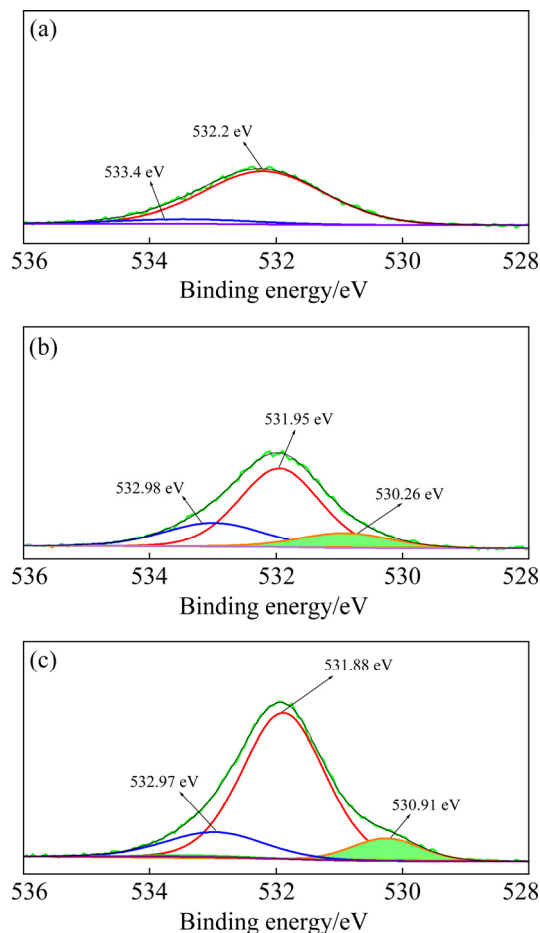 (a)
532.2 eV
533.4 eV
536 534 532 530 528
Binding energy/eV
(b)
531.95 eV
532.98 eV
530.26 eV
536 534 532 530 528
Binding energy/eV
(c)
531.88 eV
532.97 eV
530.91 eV
536 534 532 530 528
Binding energy/eV